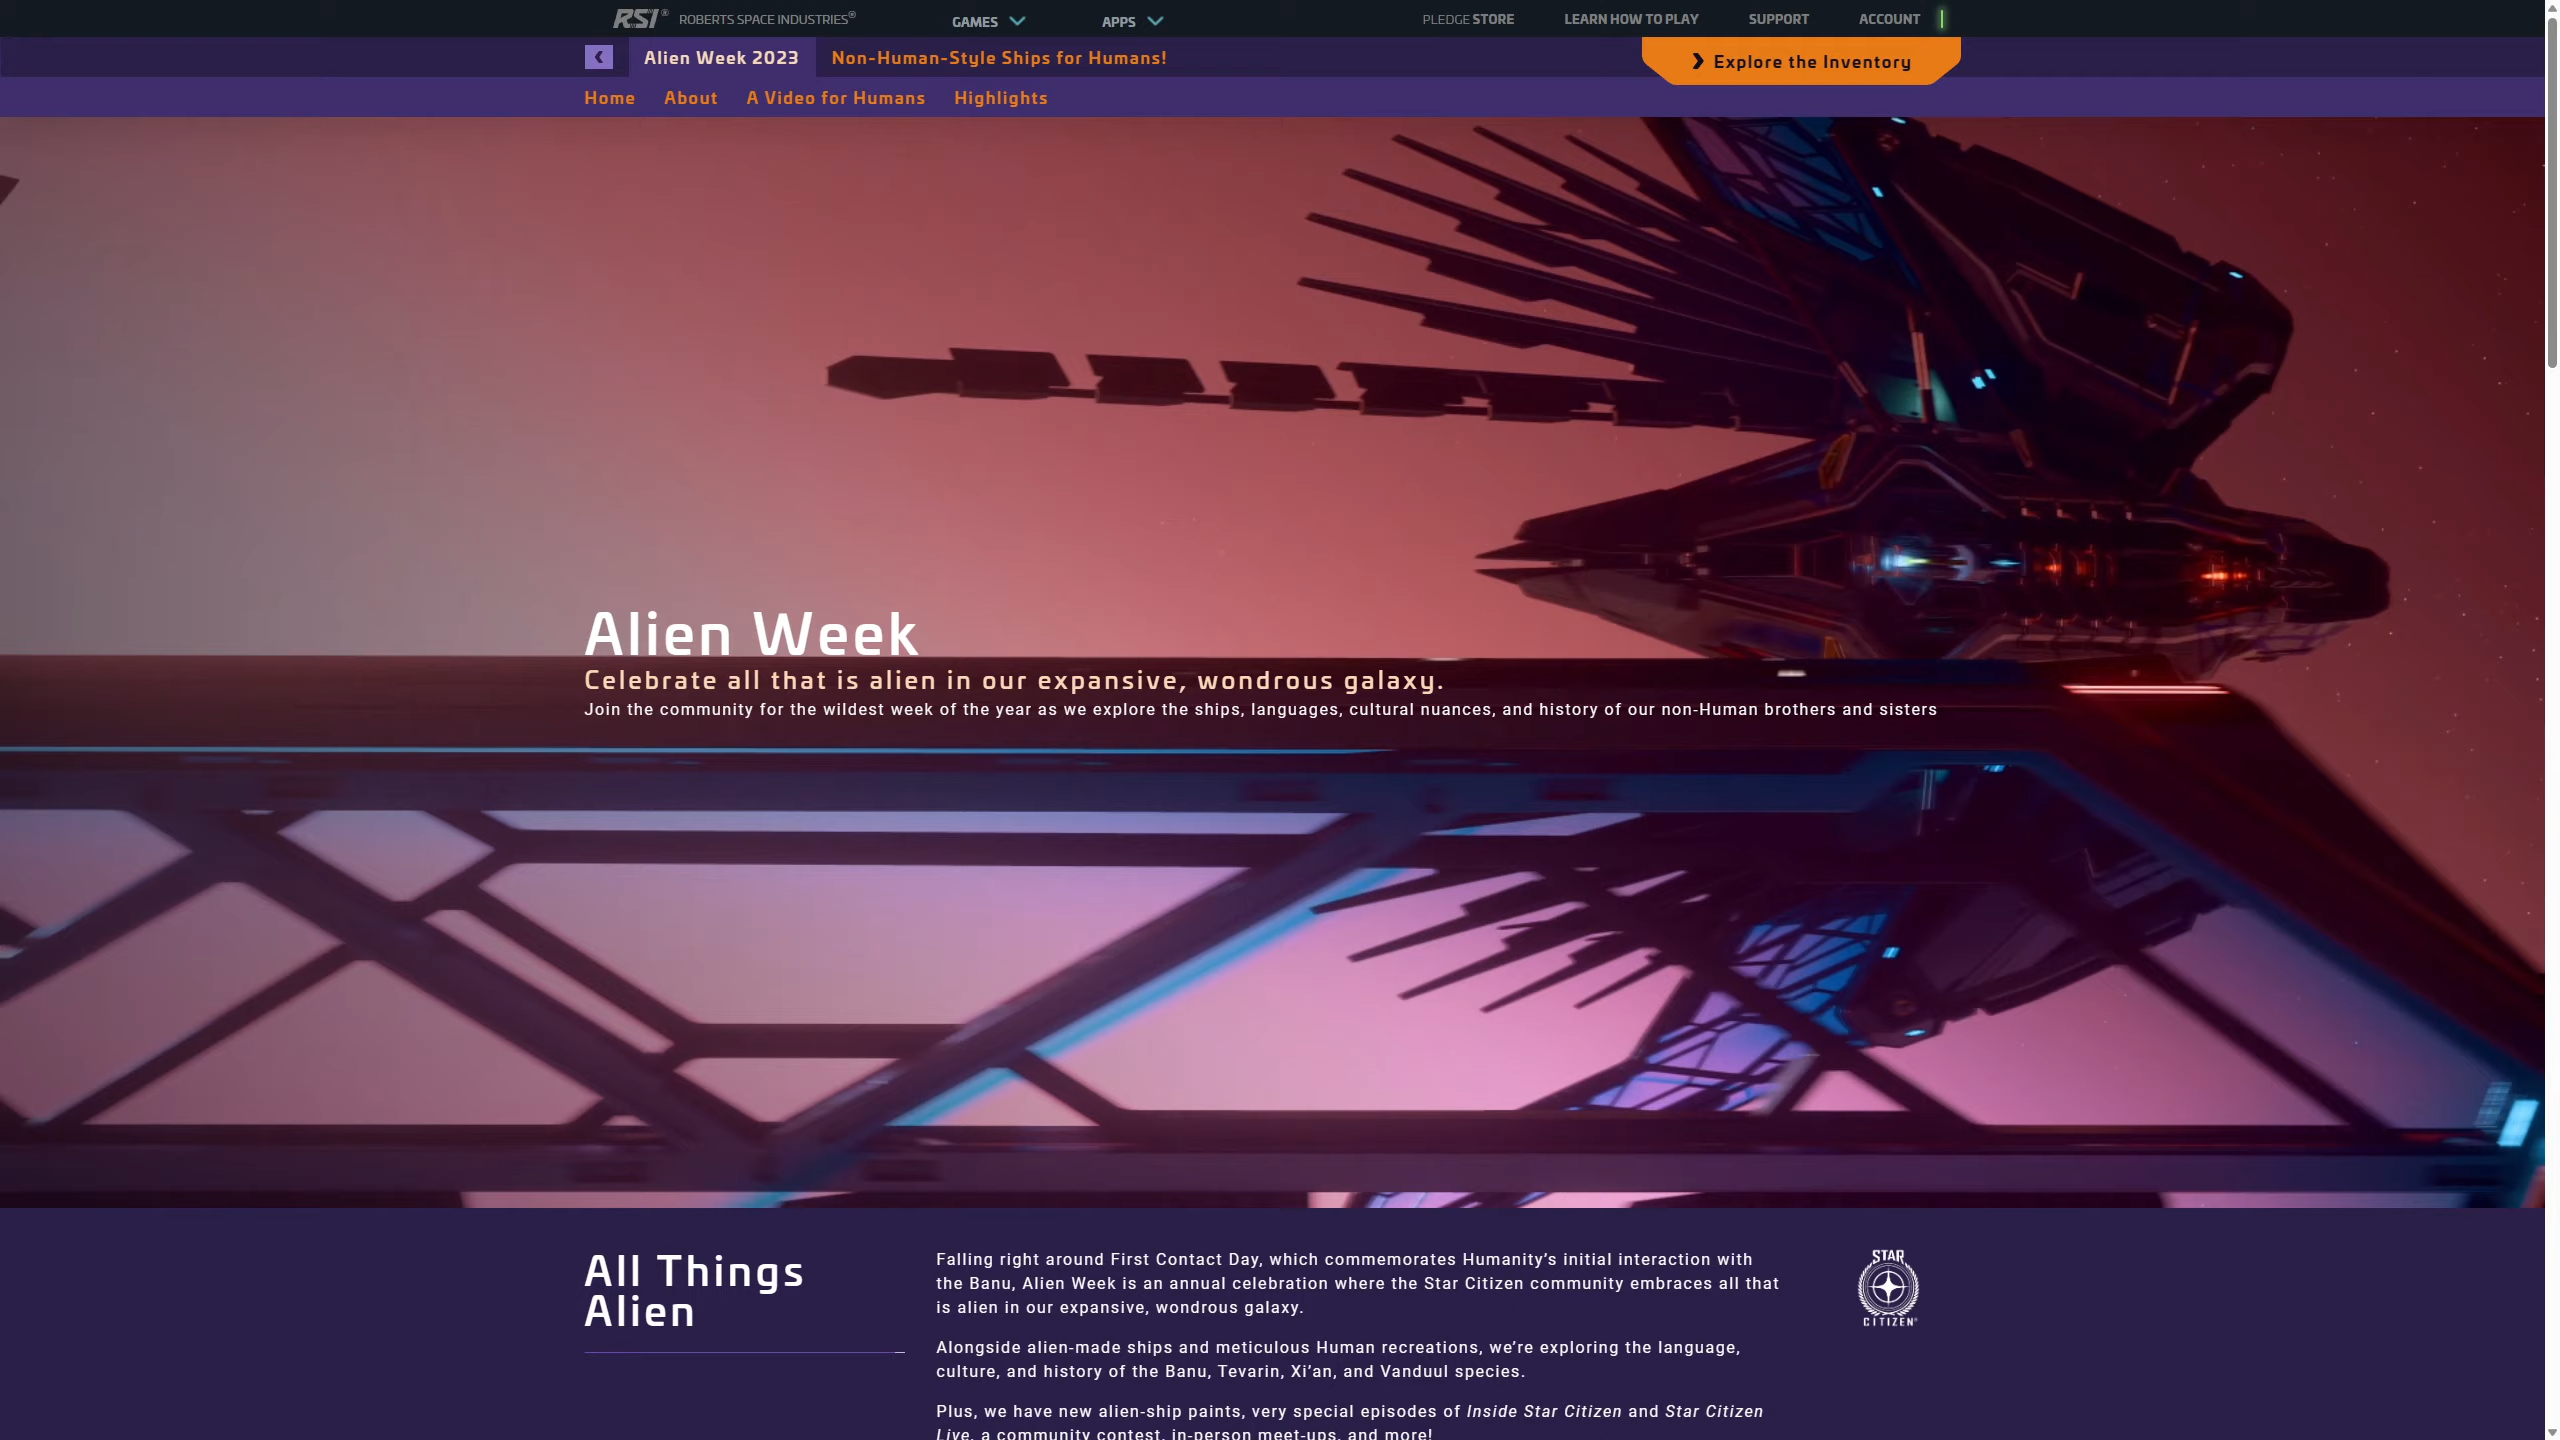 RSI® ROBERTS SPACE INDUSTRIES®
GAMES
APPS
PLEDGE STORE
LEARN HOW TO PLAY
SUPPORT
ACCOUNT
Alien Week 2023
Non-Human-Style Ships for Humans!
Explore the Inventory
Home
About
A Video for Humans
Highlights
Alien Week
Celebrate all that is alien in our expansive, wondrous galaxy.
Join the community for the wildest week of the year as we explore the ships, languages, cultural nuances, and history of our non-Human brothers and sisters
All Things
Alien
Falling right around First Contact Day, which commemorates Humanity’s initial interaction with
the Banu, Alien Week is an annual celebration where the Star Citizen community embraces all that
is alien in our expansive, wondrous galaxy.
Alongside alien-made ships and meticulous Human recreations, we’re exploring the language,
culture, and history of the Banu, Tevarin, Xi’an, and Vanduul species.
Plus, we have new alien-ship paints, very special episodes of Inside Star Citizen and Star Citizen
Live, a community contest, in-person meet-ups, and more!
STAR
CITIZEN®